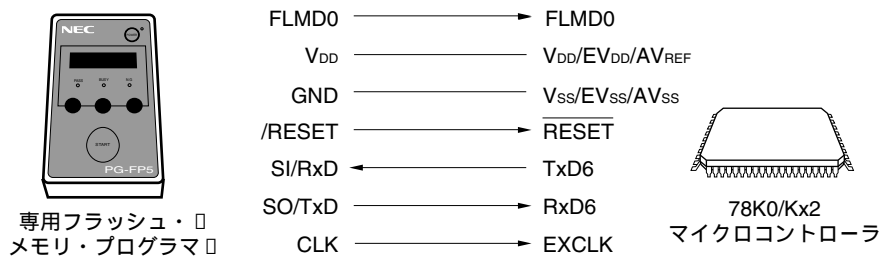 NEC
START
PG-FP5
専用フラッシュ・
メモリ・プログラマ
FLMD0 FLMD0
VDD VDD/EVDD/AVREF
GND VSS/EVSS/AVSS
/RESET RESET
SI/RxD TxD6
SO/TxD RxD6
CLK EXCLK
78K0/Kx2
マイクロコントローラ